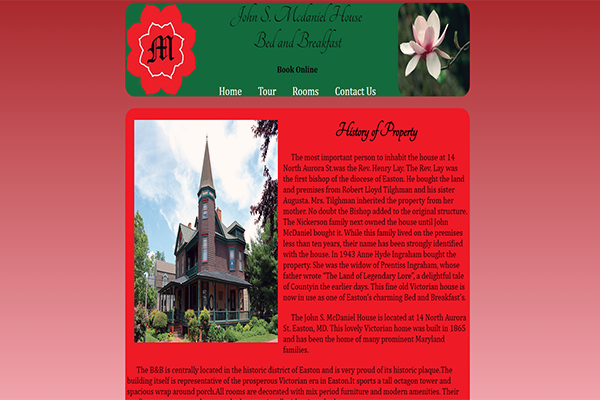 John S. Mcdaniel House
Bed and Breakfast
M
Book Online
Home Tour Rooms Contact Us
History of Property
The most important person to inhabit the house at 14
North Aurora St.was the Rev. Henry Lay. The Rev. Lay was
the first bishop of the diocese of Easton. He bought the land
and premises from Robert Lloyd Tilghman and his sister
Augusta. Mrs. Tilghman inherited the property from her
mother. No doubt the Bishop added to the original structure.
The Nickerson family next owned the house until John
McDaniel bought it. While this family lived on the premises
less than ten years, their name has been strongly identified
with the house. In 1943 Anne Hyde Ingraham bought the
property. She was the widow of Prentiss Ingraham, whose
father wrote "The Land of Legendary Lore", a delightful tale
of Countyin the earlier days. This fine old Victorian house is
now in use as one of Easton's charming Bed and Breakfast's.
The John S. McDaniel House is located at 14 North Aurora
St. Easton, MD. This lovely Victorian home was built in 1865
and has been the home of many prominent Maryland
families.
The B&B is centrally located in the historic district of Easton and is very proud of its historic plaque.The
building itself is representative of the prosperous Victorian era in Easton.It sports a tall octagon tower and
spacious wrap around porch.All rooms are decorated with mix period furniture and modern amenities. Their